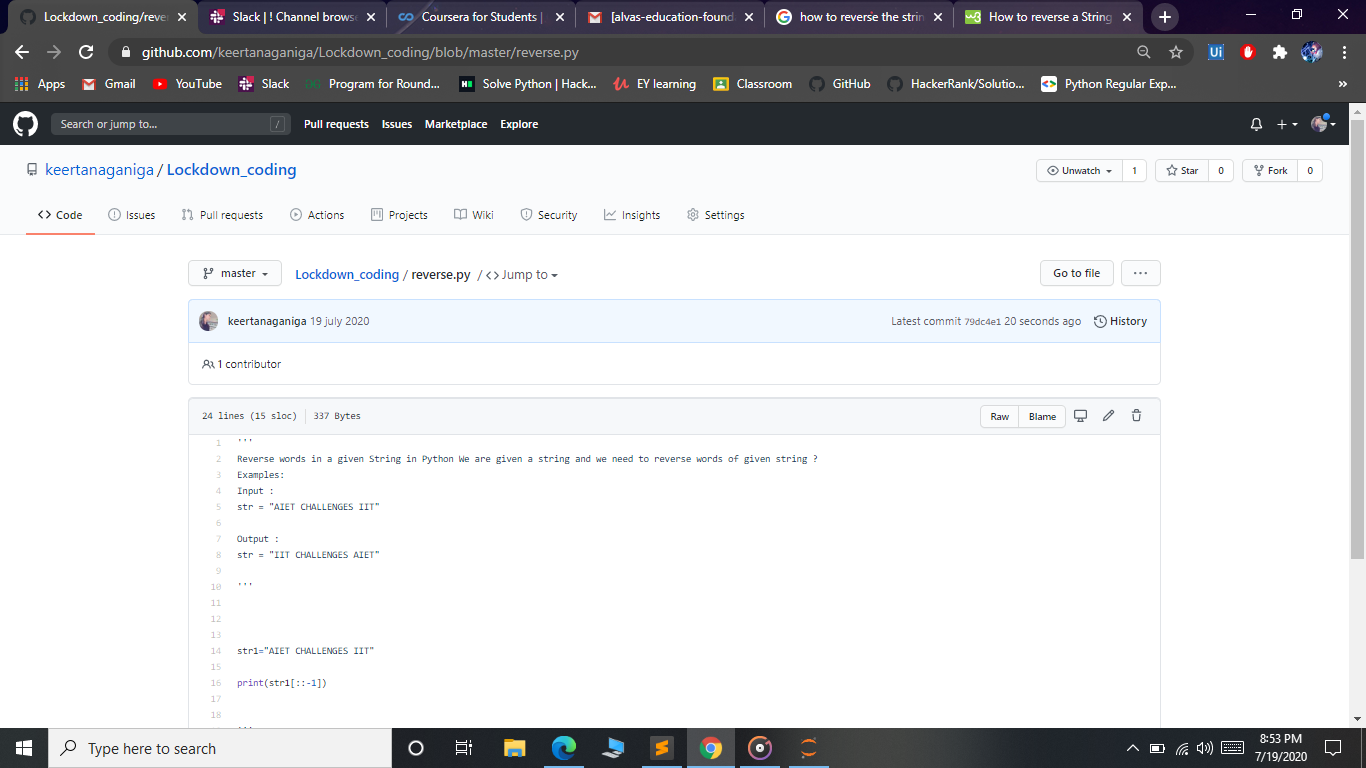 Lockdown_coding/rever
Slack | ! Channel brows
Coursera for Students |
[alvas-education-found
how to reverse the strin
How to reverse a String
github.com/keertanaganiga/Lockdown_coding/blob/master/reverse.py
Apps
Gmail
YouTube
Slack
Program for Round...
Solve Python | Hack...
EY learning
Classroom
GitHub
HackerRank/Solutio...
Python Regular Exp...
»
Search or jump to... /
Pull requests
Issues
Marketplace
Explore
keertanaganiga / Lockdown_coding
Unwatch 1
Star 0
Fork 0
Code
Issues
Pull requests
Actions
Projects
Wiki
Security
Insights
Settings
master
Lockdown_coding / reverse.py / <> Jump to
Go to file
...
keertanaganiga 19 july 2020
Latest commit 79dc4e1 20 seconds ago
History
1 contributor
24 lines (15 sloc) | 337 Bytes
Raw
Blame
1 '''
2 Reverse words in a given String in Python We are given a string and we need to reverse words of given string ?
3 Examples:
4 Input :
5 str = "AIET CHALLENGES IIT"
6
7 Output :
8 str = "IIT CHALLENGES AIET"
9
10 '''
11
12
13
14 str1="AIET CHALLENGES IIT"
15
16 print(str1[::-1])
17
18
'''
Type here to search
8:53 PM
7/19/2020